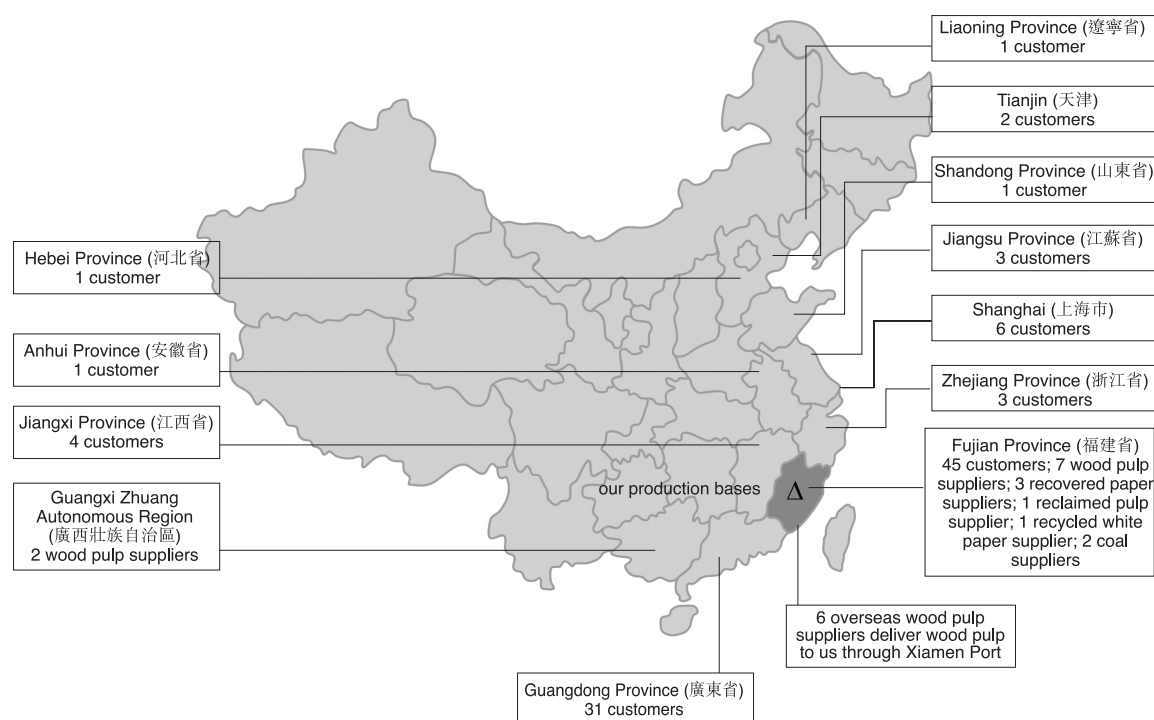 Liaoning Province (遼寧省)
1 customer
Tianjin (天津)
2 customers
Shandong Province (山東省)
1 customer
Jiangsu Province (江蘇省)
3 customers
Hebei Province (河北省)
1 customer
Shanghai (上海市)
6 customers
Anhui Province (安徽省)
1 customer
Zhejiang Province (浙江省)
3 customers
Jiangxi Province (江西省)
4 customers
Fujian Province (福建省)
45 customers; 7 wood pulp
suppliers; 3 recovered paper
suppliers; 1 reclaimed pulp
supplier; 1 recycled white
paper supplier; 2 coal
suppliers
our production bases
Δ
Guangxi Zhuang
Autonomous Region
(廣西壯族自治區)
2 wood pulp suppliers
6 overseas wood pulp
suppliers deliver wood pulp
to us through Xiamen Port
Guangdong Province (廣東省)
31 customers